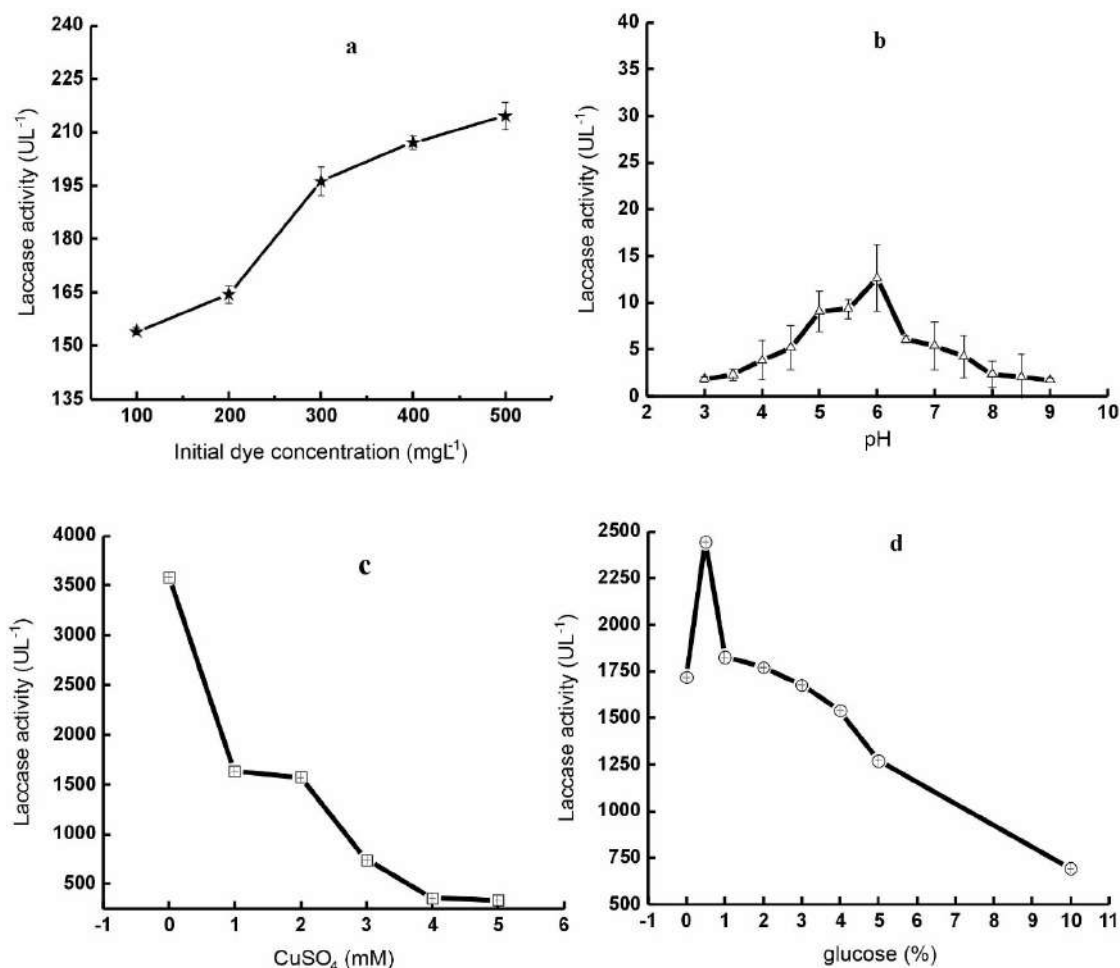 a
Laccase activity (UL⁻¹)
240
225
210
195
180
165
150
135
100 200 300 400 500
Initial dye concentration (mgL⁻¹)
b
Laccase activity (UL⁻¹)
40
35
30
25
20
15
10
5
0
2 3 4 5 6 7 8 9 10
pH
c
Laccase activity (UL⁻¹)
4000
3500
3000
2500
2000
1500
1000
500
-1 0 1 2 3 4 5 6
CuSO₄ (mM)
d
Laccase activity (UL⁻¹)
2500
2250
2000
1750
1500
1250
1000
750
500
-1 0 1 2 3 4 5 6 7 8 9 10 11
glucose (%)